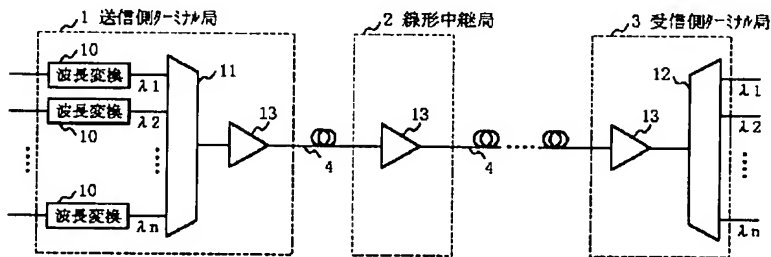 1 送信側ターミナル局
2 線形中継局
3 受信側ターミナル局
10
波長変換
λ1
11
12
λ1
波長変換
10
λ2
13
13
13
λ2
4
4
10
波長変換
λn
λn